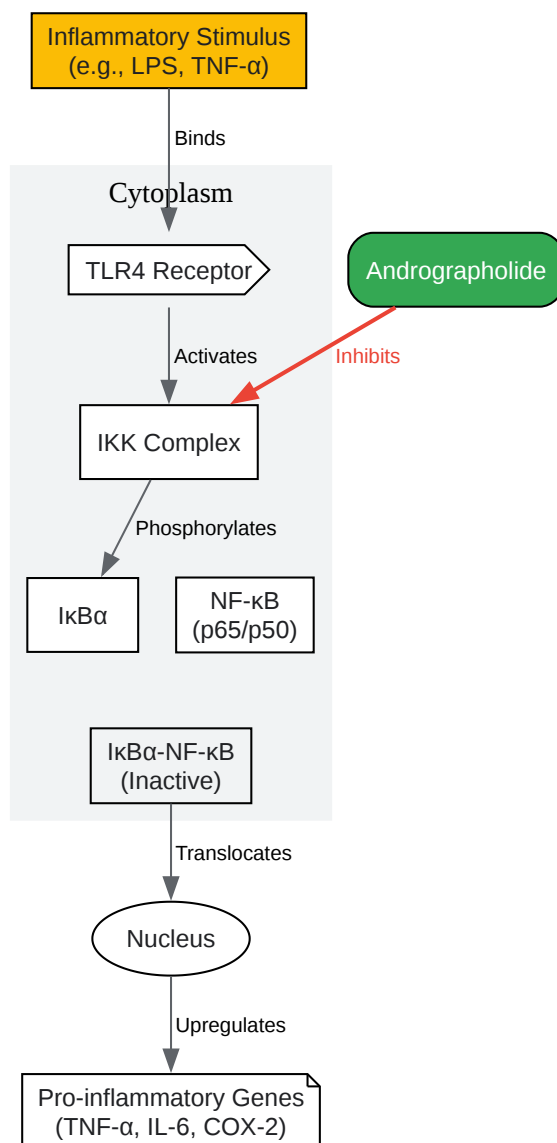 Inflammatory Stimulus
(e.g., LPS, TNF-α)
Binds
Cytoplasm
TLR4 Receptor
Andrographolide
Activates
Inhibits
IKK Complex
Phosphorylates
IκBα
NF-κB
(p65/p50)
IκBα-NF-κB
(Inactive)
Translocates
Nucleus
Upregulates
Pro-inflammatory Genes
(TNF-α, IL-6, COX-2)